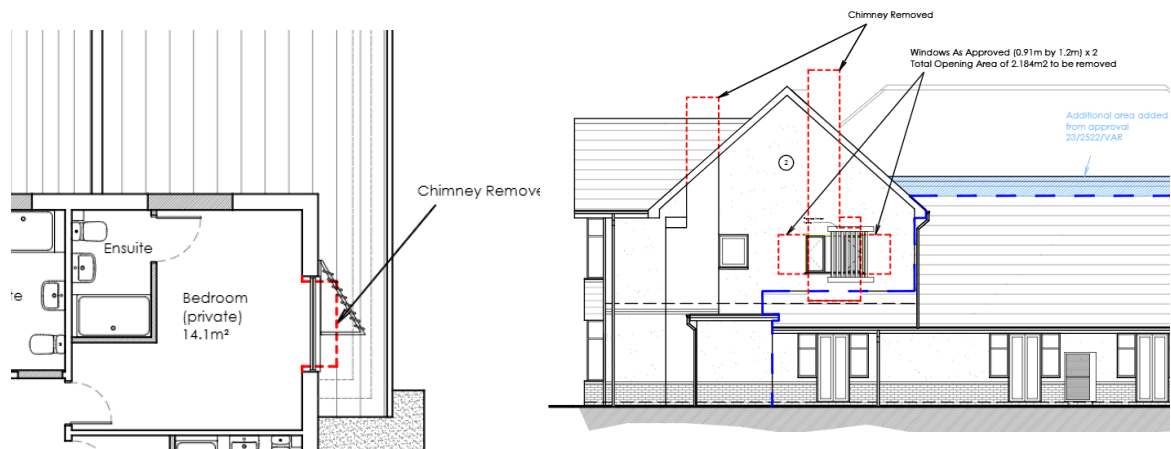 Chimney Remove
Ensuite
Bedroom
(private)
14.1m²
Chimney Removed
Windows As Approved (0.91m by 1.2m) x 2
Total Opening Area of 2.184m2 to be removed
Additional area added
from approval
23/2522/VAR
2